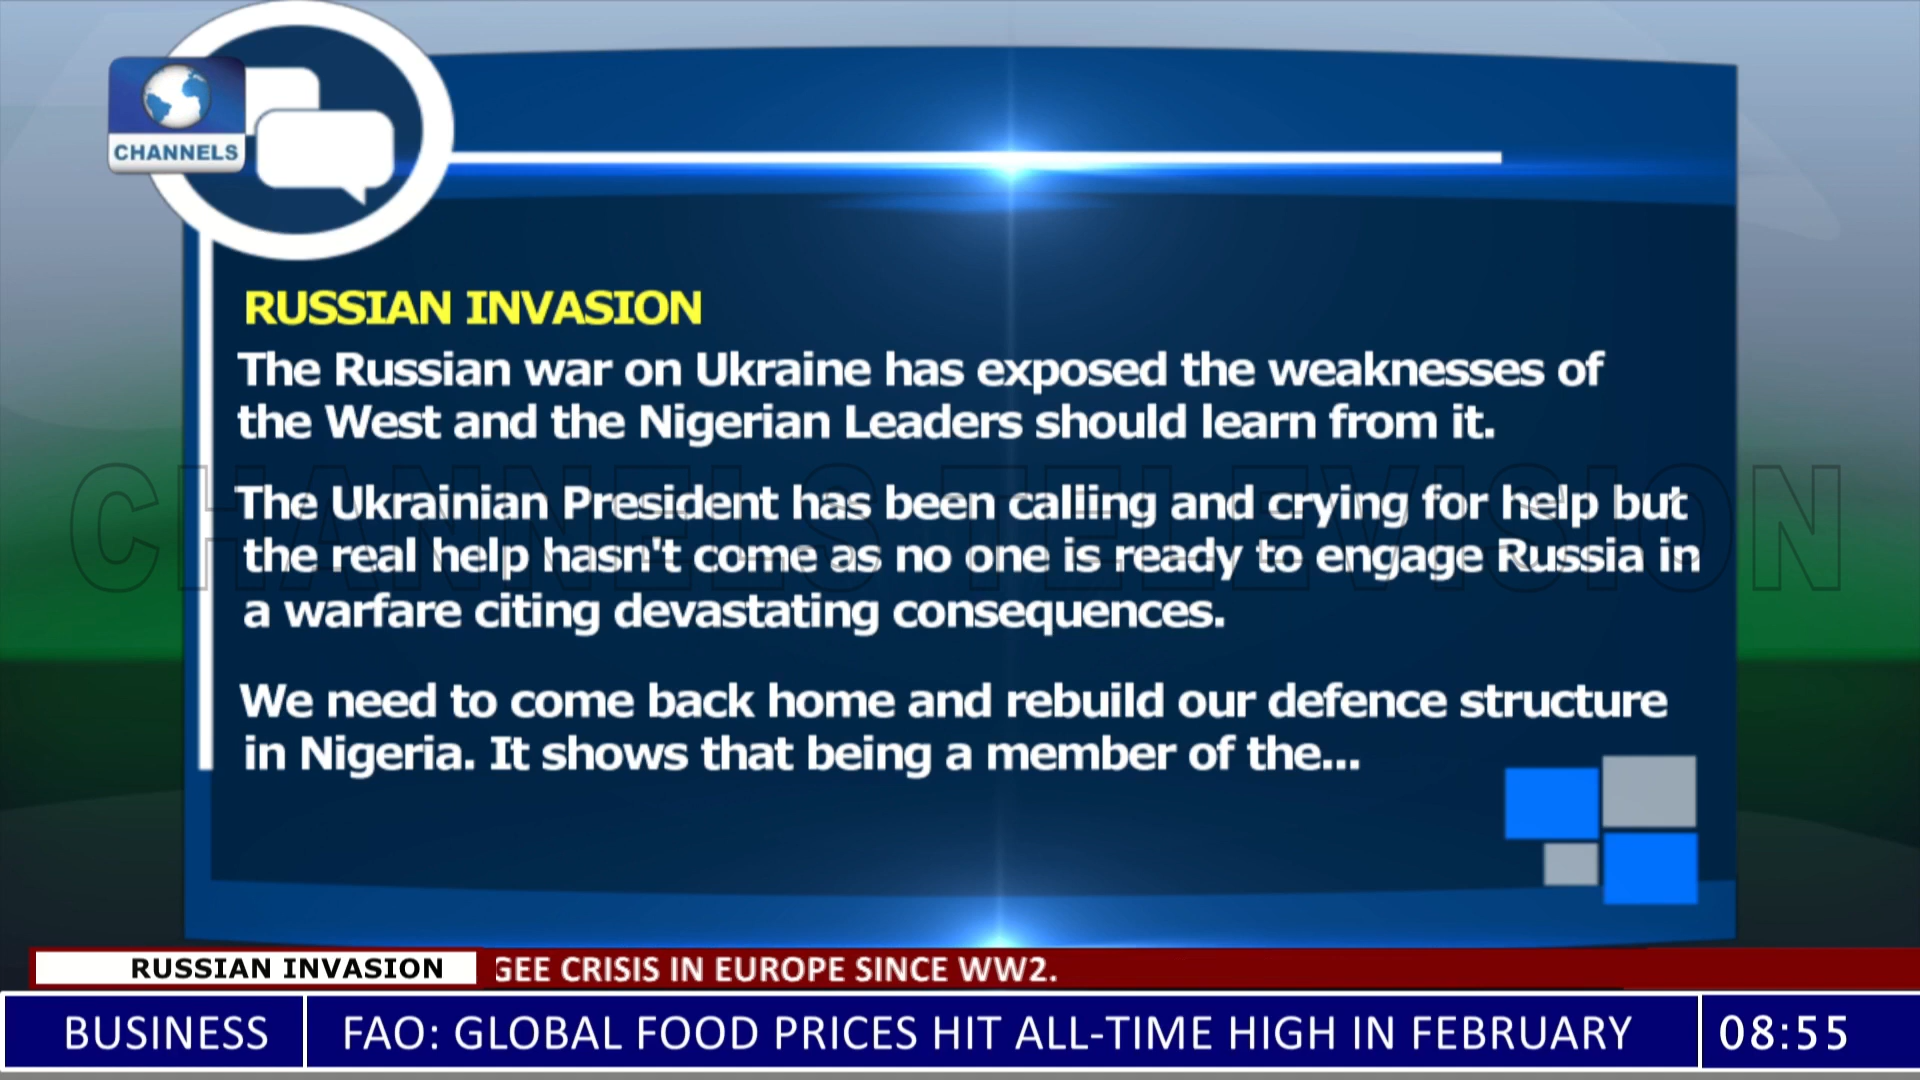 CHANNELS
RUSSIAN INVASION
The Russian war on Ukraine has exposed the weaknesses of
the West and the Nigerian Leaders should learn from it.
CHANNELS TELEVISION
The Ukrainian President has been calling and crying for help but
the real help hasn't come as no one is ready to engage Russia in
a warfare citing devastating consequences.
We need to come back home and rebuild our defence structure
in Nigeria. It shows that being a member of the...
RUSSIAN INVASION
GEE CRISIS IN EUROPE SINCE WW2.
BUSINESS
FAO: GLOBAL FOOD PRICES HIT ALL-TIME HIGH IN FEBRUARY
08:55